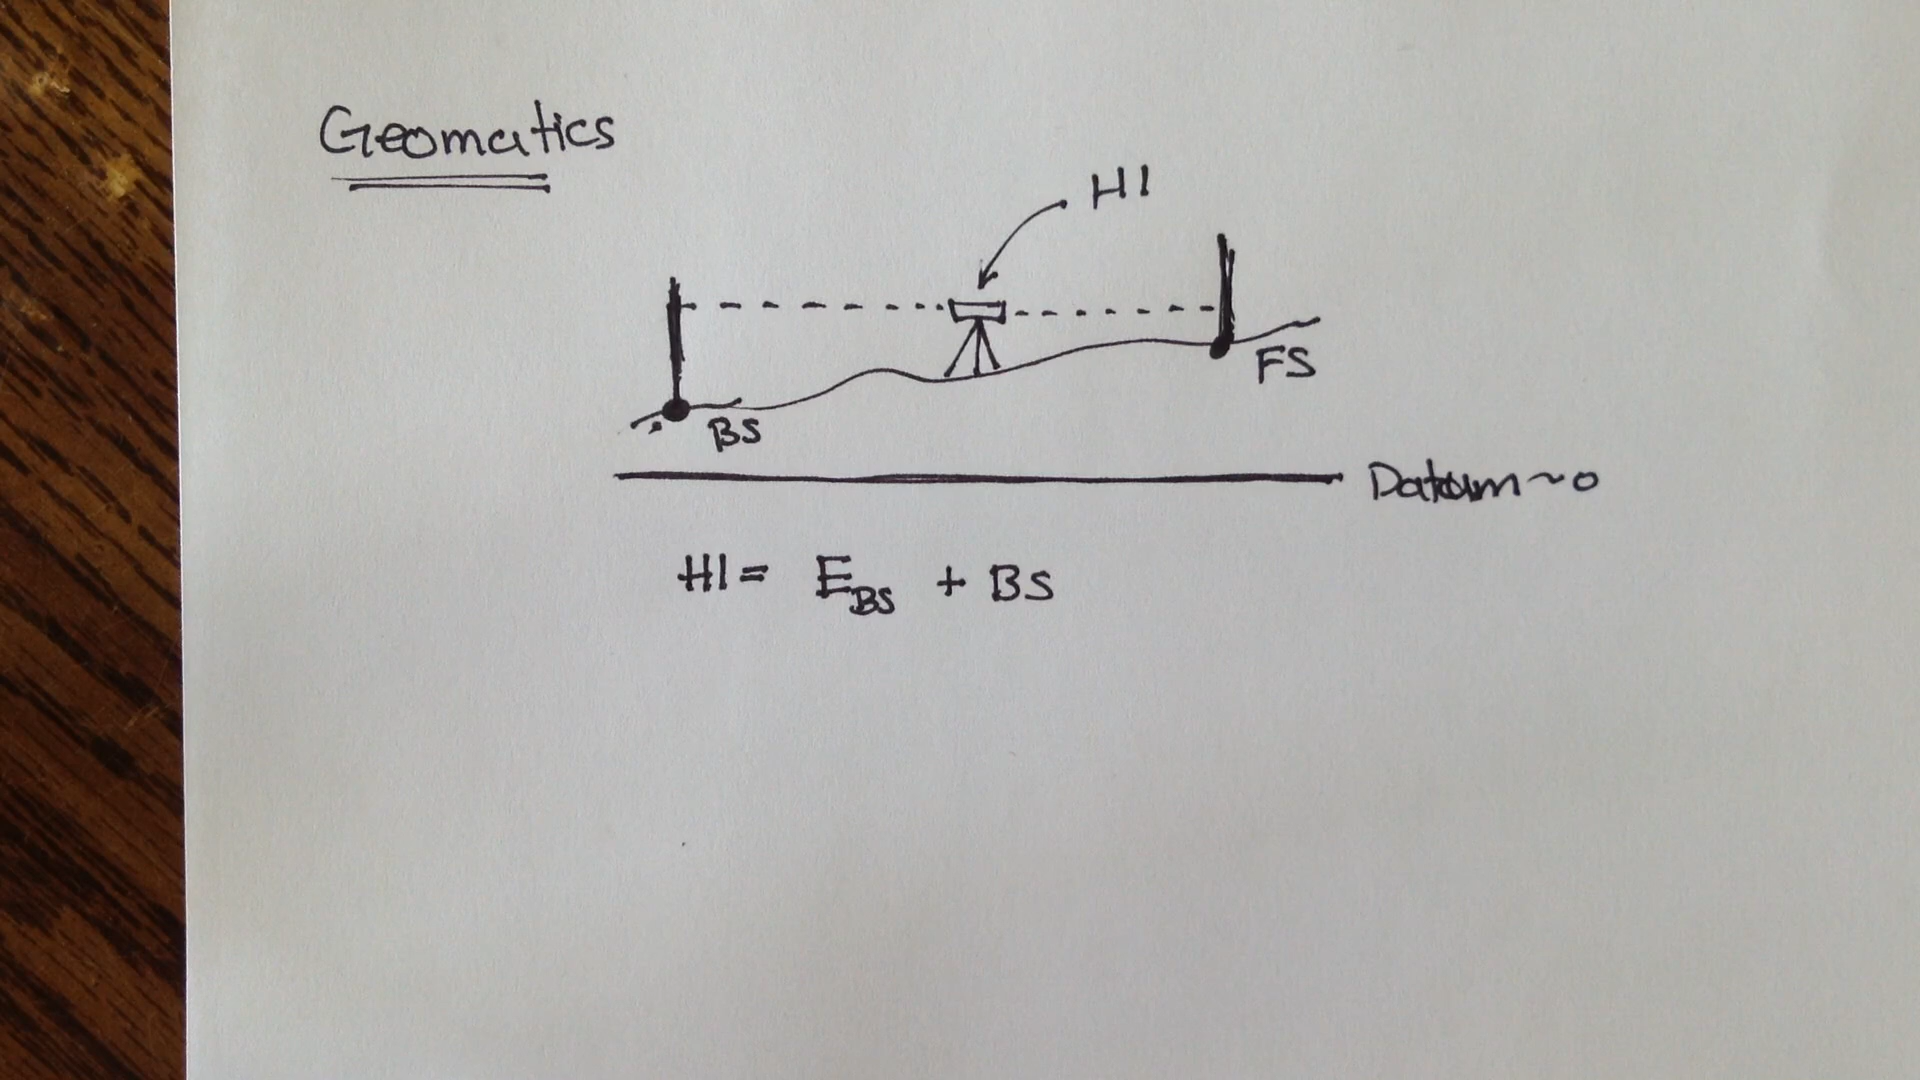 Geomatics
HI
FS
BS
Datum ~ 0
HI = E_BS + BS